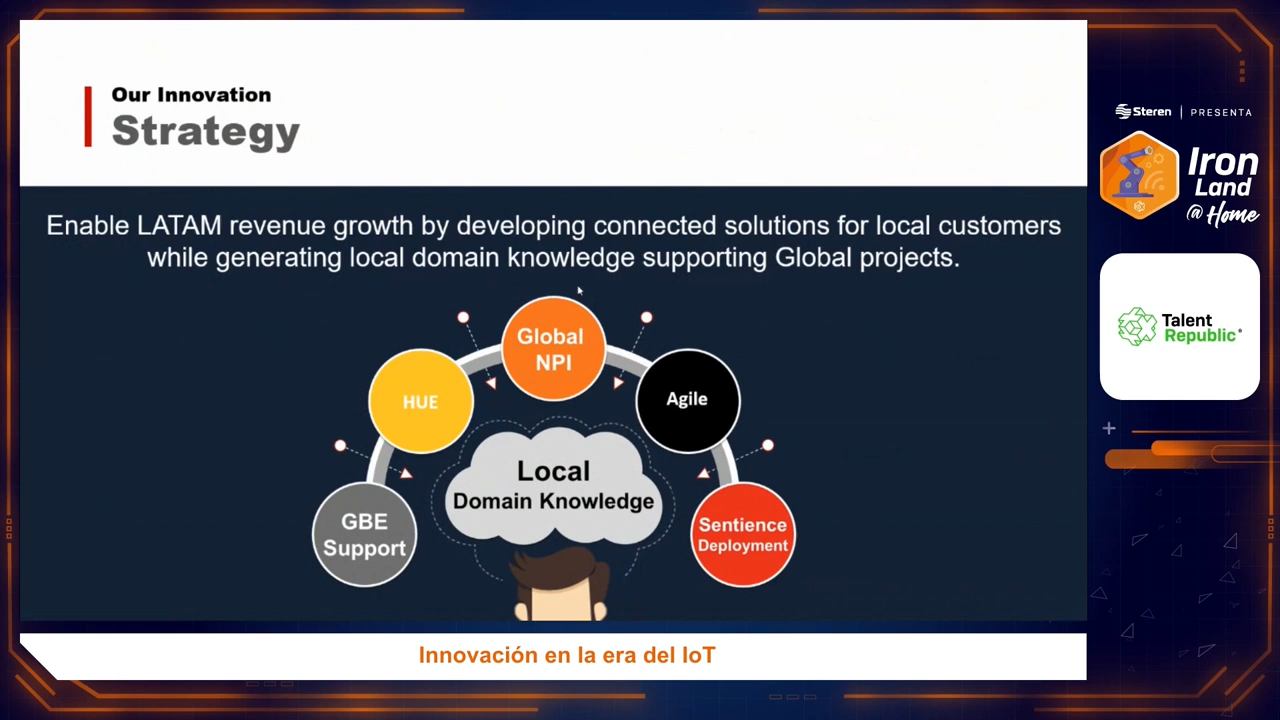 Our Innovation
Strategy
Enable LATAM revenue growth by developing connected solutions for local customers
while generating local domain knowledge supporting Global projects.
Global
NPI
HUE
Agile
Local
Domain Knowledge
GBE
Support
Sentience
Deployment
Innovación en la era del IoT
Steren | PRESENTA
Iron
Land
@ Home
Talent
Republic